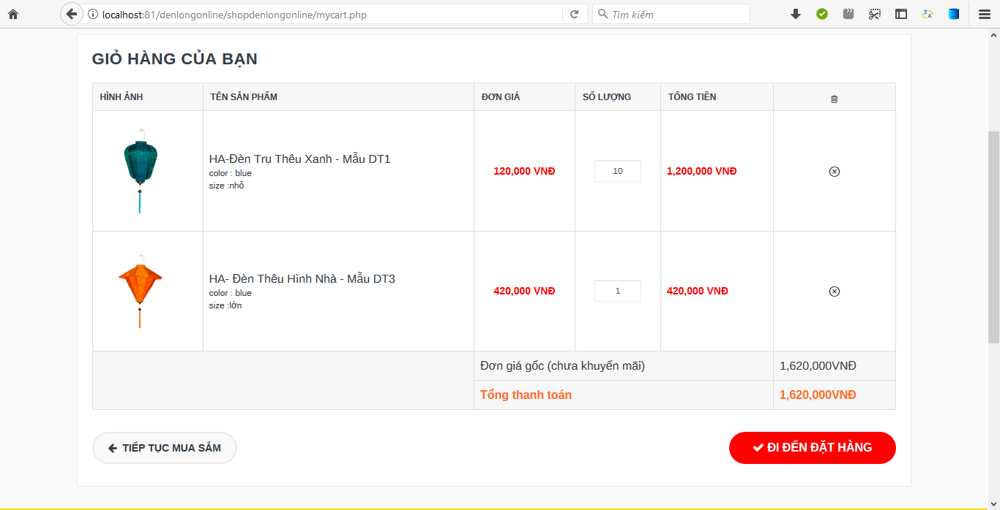 localhost:81/denlongonline/shopdenlongonline/mycart.php
Tìm kiếm
GIỎ HÀNG CỦA BẠN
HÌNH ẢNH TÊN SẢN PHẨM ĐƠN GIÁ SỐ LƯỢNG TỔNG TIỀN
HA-Đèn Trụ Thêu Xanh - Mẫu DT1
color : blue
size :nhỏ
120,000 VNĐ 10 1,200,000 VNĐ
HA- Đèn Thêu Hình Nhà - Mẫu DT3
color : blue
size :lớn
420,000 VNĐ 1 420,000 VNĐ
Đơn giá gốc (chưa khuyến mãi) 1,620,000VNĐ
Tổng thanh toán 1,620,000VNĐ
TIẾP TỤC MUA SẮM
ĐI ĐẾN ĐẶT HÀNG